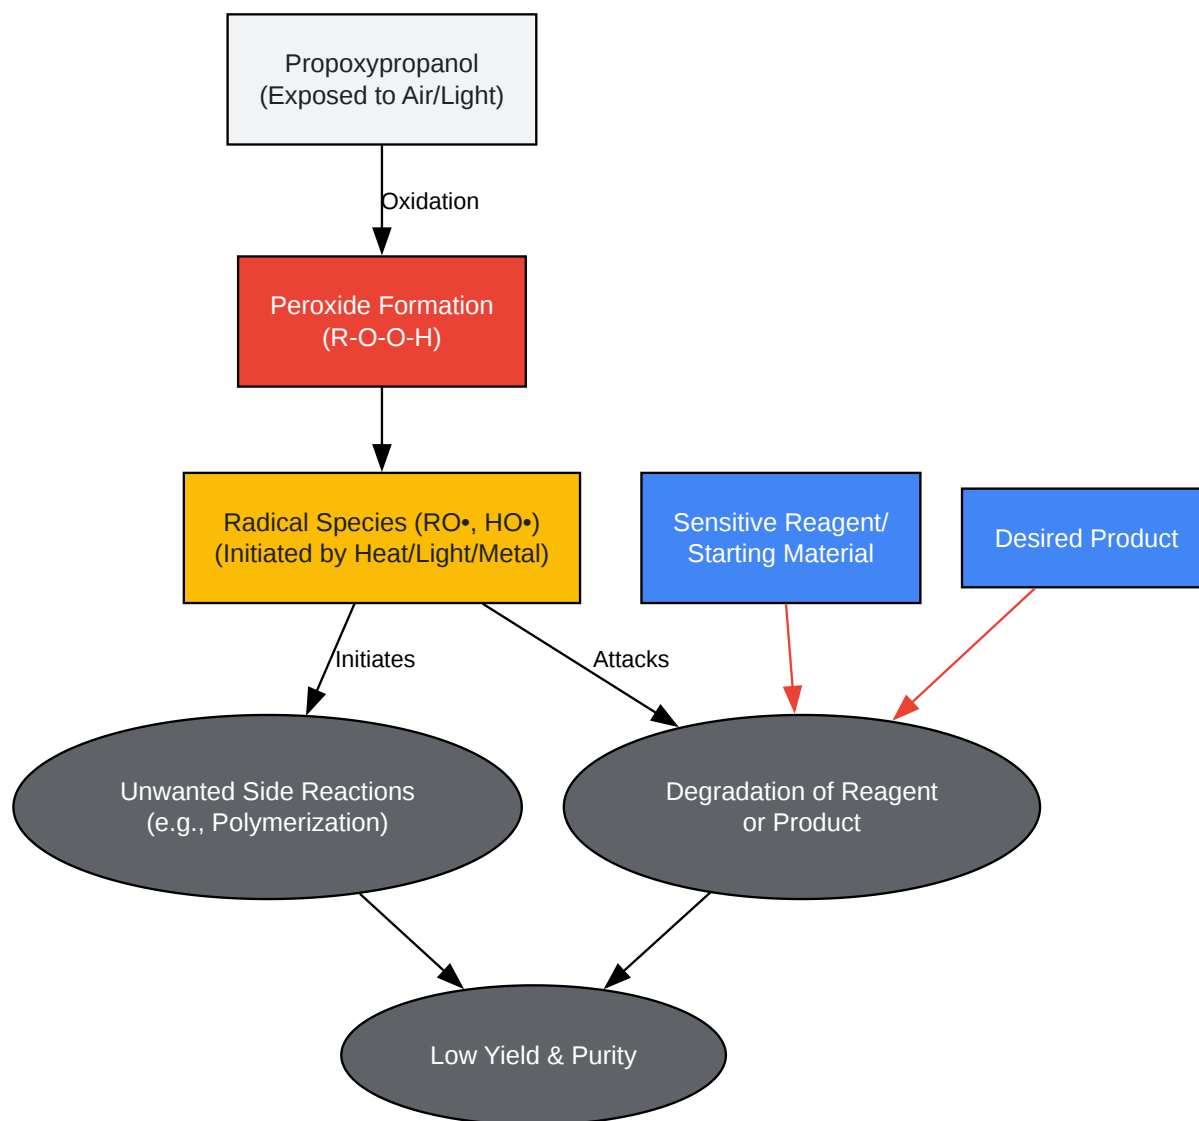 Propoxypropanol
(Exposed to Air/Light)
Oxidation
Peroxide Formation
(R-O-O-H)
Radical Species (RO•, HO•)
(Initiated by Heat/Light/Metal)
Sensitive Reagent/
Starting Material
Desired Product
Initiates
Attacks
Unwanted Side Reactions
(e.g., Polymerization)
Degradation of Reagent
or Product
Low Yield & Purity